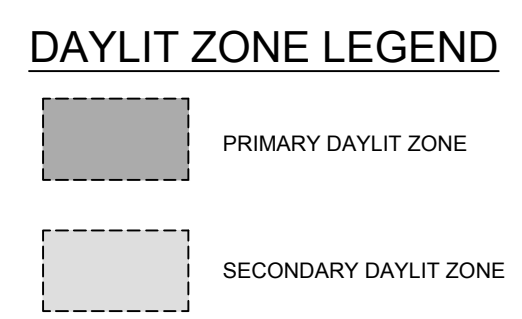 DAYLIT ZONE LEGEND
PRIMARY DAYLIT ZONE
SECONDARY DAYLIT ZONE